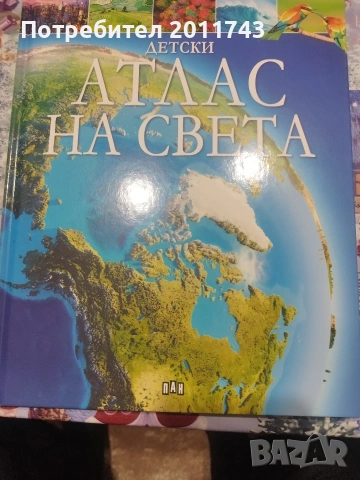 Потребител 2011743
ДЕТСКИ
АТЛАС
НА СВЕТА
ПАН
BAZAR